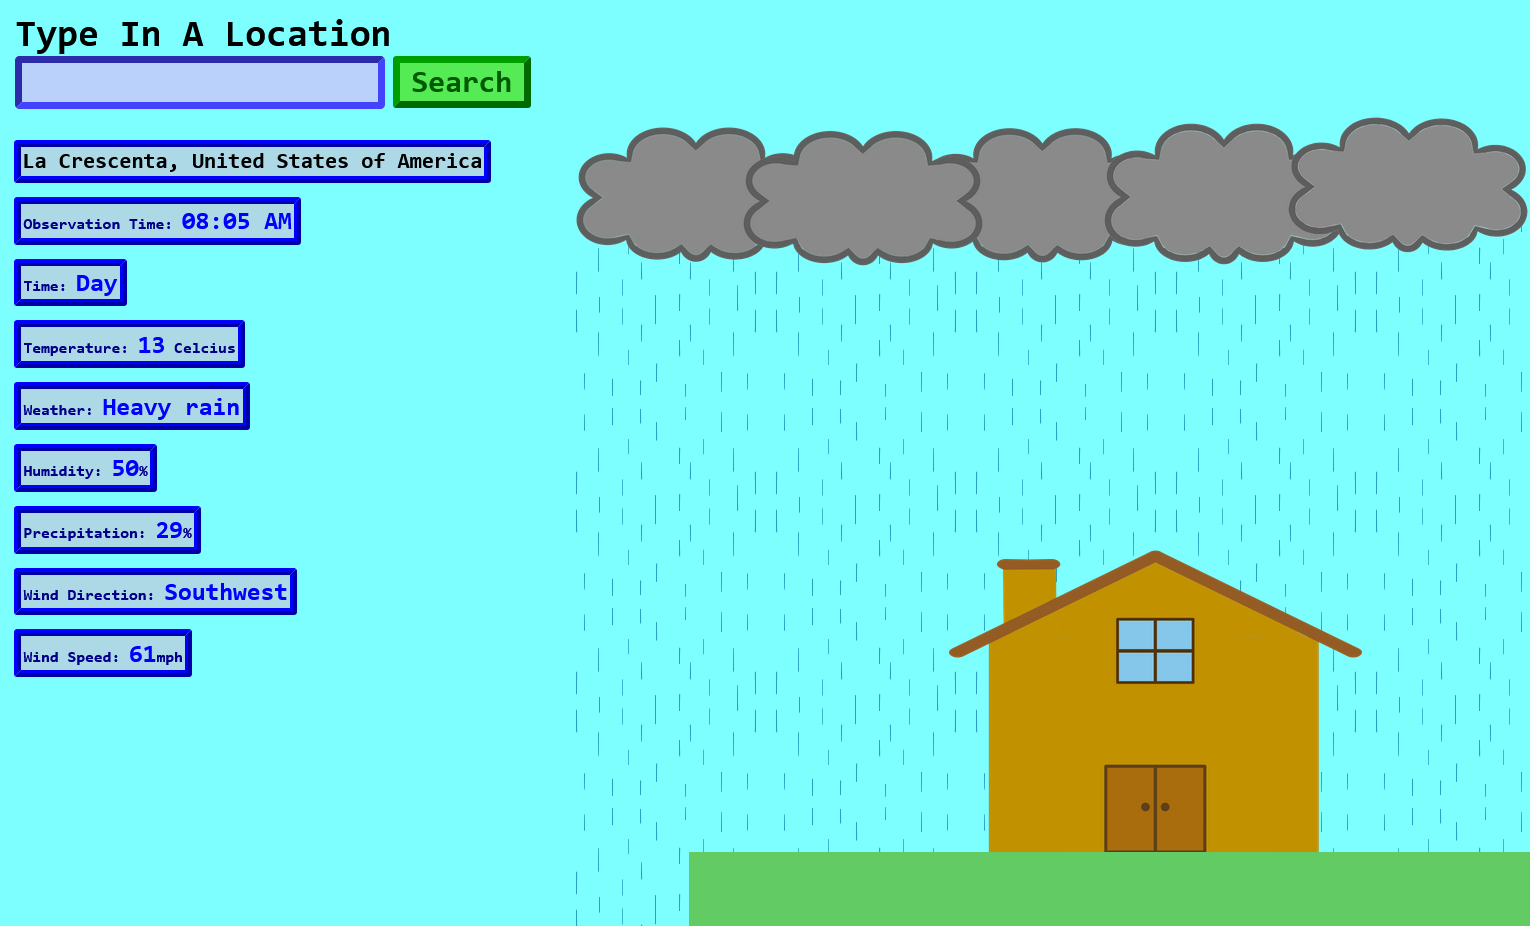 Type In A Location
Search
La Crescenta, United States of America
Observation Time: 08:05 AM
Time: Day
Temperature: 13 Celcius
Weather: Heavy rain
Humidity: 50%
Precipitation: 29%
Wind Direction: Southwest
Wind Speed: 61mph